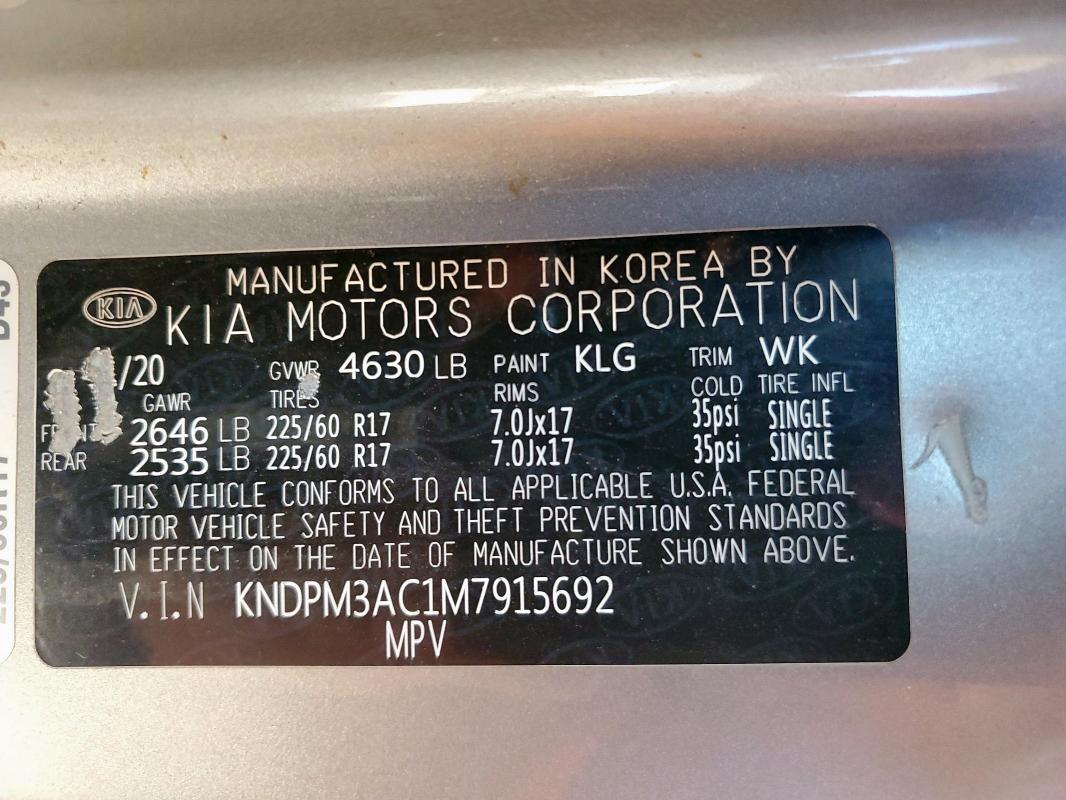 MANUFACTURED IN KOREA BY
KIA KIA MOTORS CORPORATION
/20 GVWR 4630 LB PAINT KLG TRIM WK
GAWR TIRES RIMS COLD TIRE INFL
2646 LB 225/60 R17 7.0Jx17 35psi SINGLE
REAR 2535 LB 225/60 R17 7.0Jx17 35psi SINGLE
THIS VEHICLE CONFORMS TO ALL APPLICABLE U.S.A. FEDERAL
MOTOR VEHICLE SAFETY AND THEFT PREVENTION STANDARDS
IN EFFECT ON THE DATE OF MANUFACTURE SHOWN ABOVE.
V.I.N KNDPM3AC1M7915692
MPV